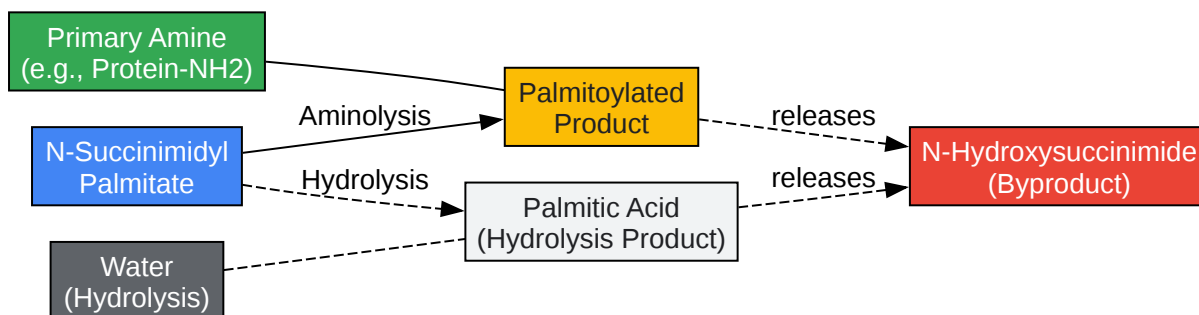 Primary Amine
(e.g., Protein-NH2)
N-Succinimidyl
Palmitate
Water
(Hydrolysis)
Aminolysis
Hydrolysis
Palmitoylated
Product
Palmitic Acid
(Hydrolysis Product)
releases
releases
N-Hydroxysuccinimide
(Byproduct)